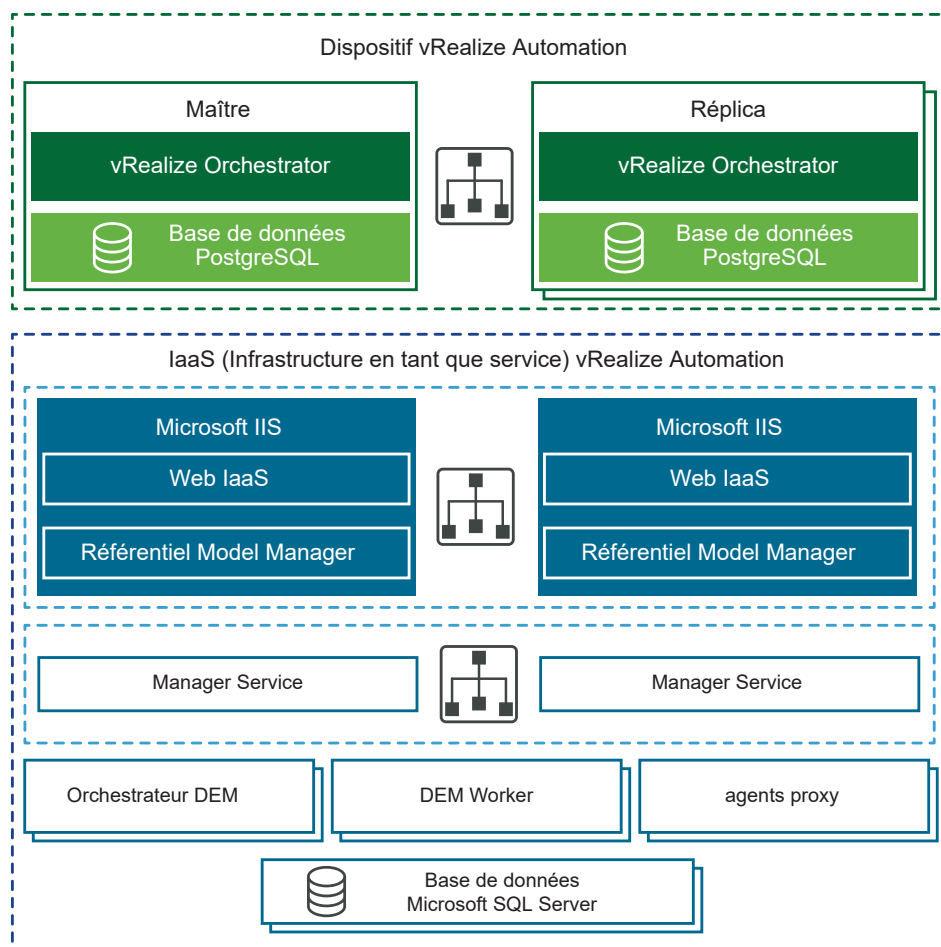 Dispositif vRealize Automation
Maître
Réplica
vRealize Orchestrator
vRealize Orchestrator
Base de données
PostgreSQL
Base de données
PostgreSQL
IaaS (Infrastructure en tant que service) vRealize Automation
Microsoft IIS
Microsoft IIS
Web IaaS
Web IaaS
Référentiel Model Manager
Référentiel Model Manager
Manager Service
Manager Service
Orchestrateur DEM
DEM Worker
agents proxy
Base de données
Microsoft SQL Server